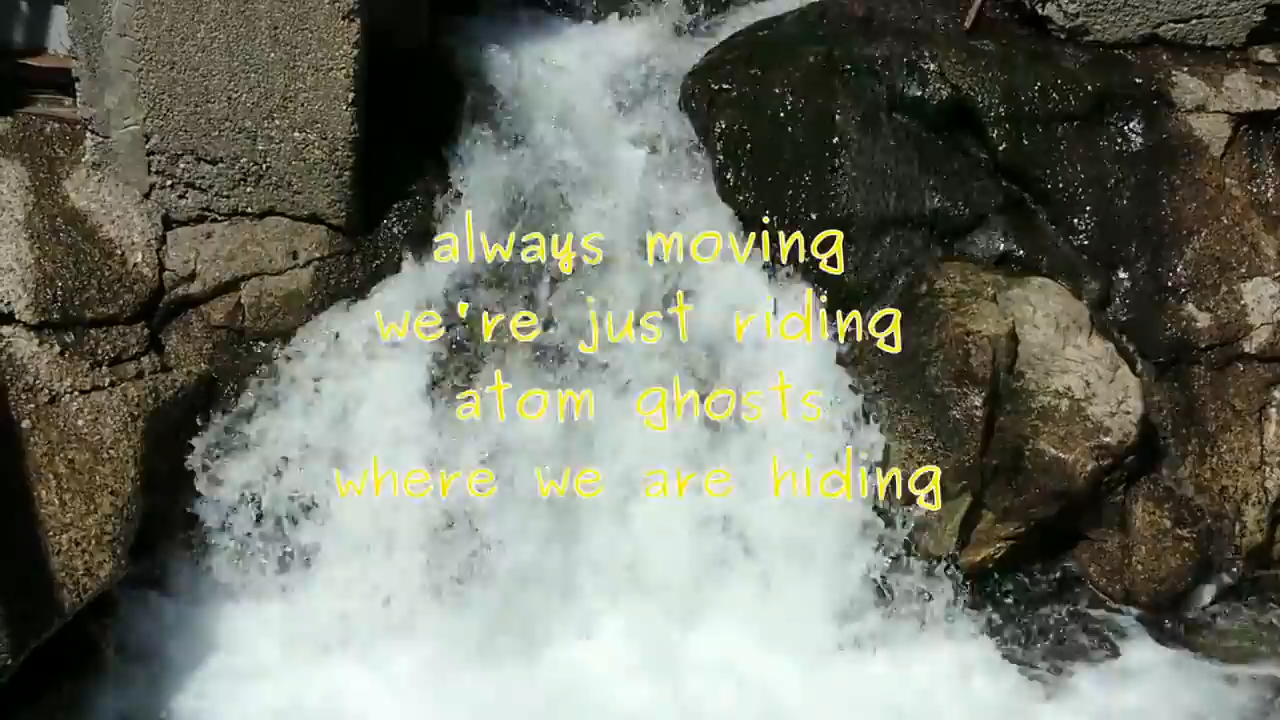 always moving
we're just riding
atom ghosts
where we are hiding